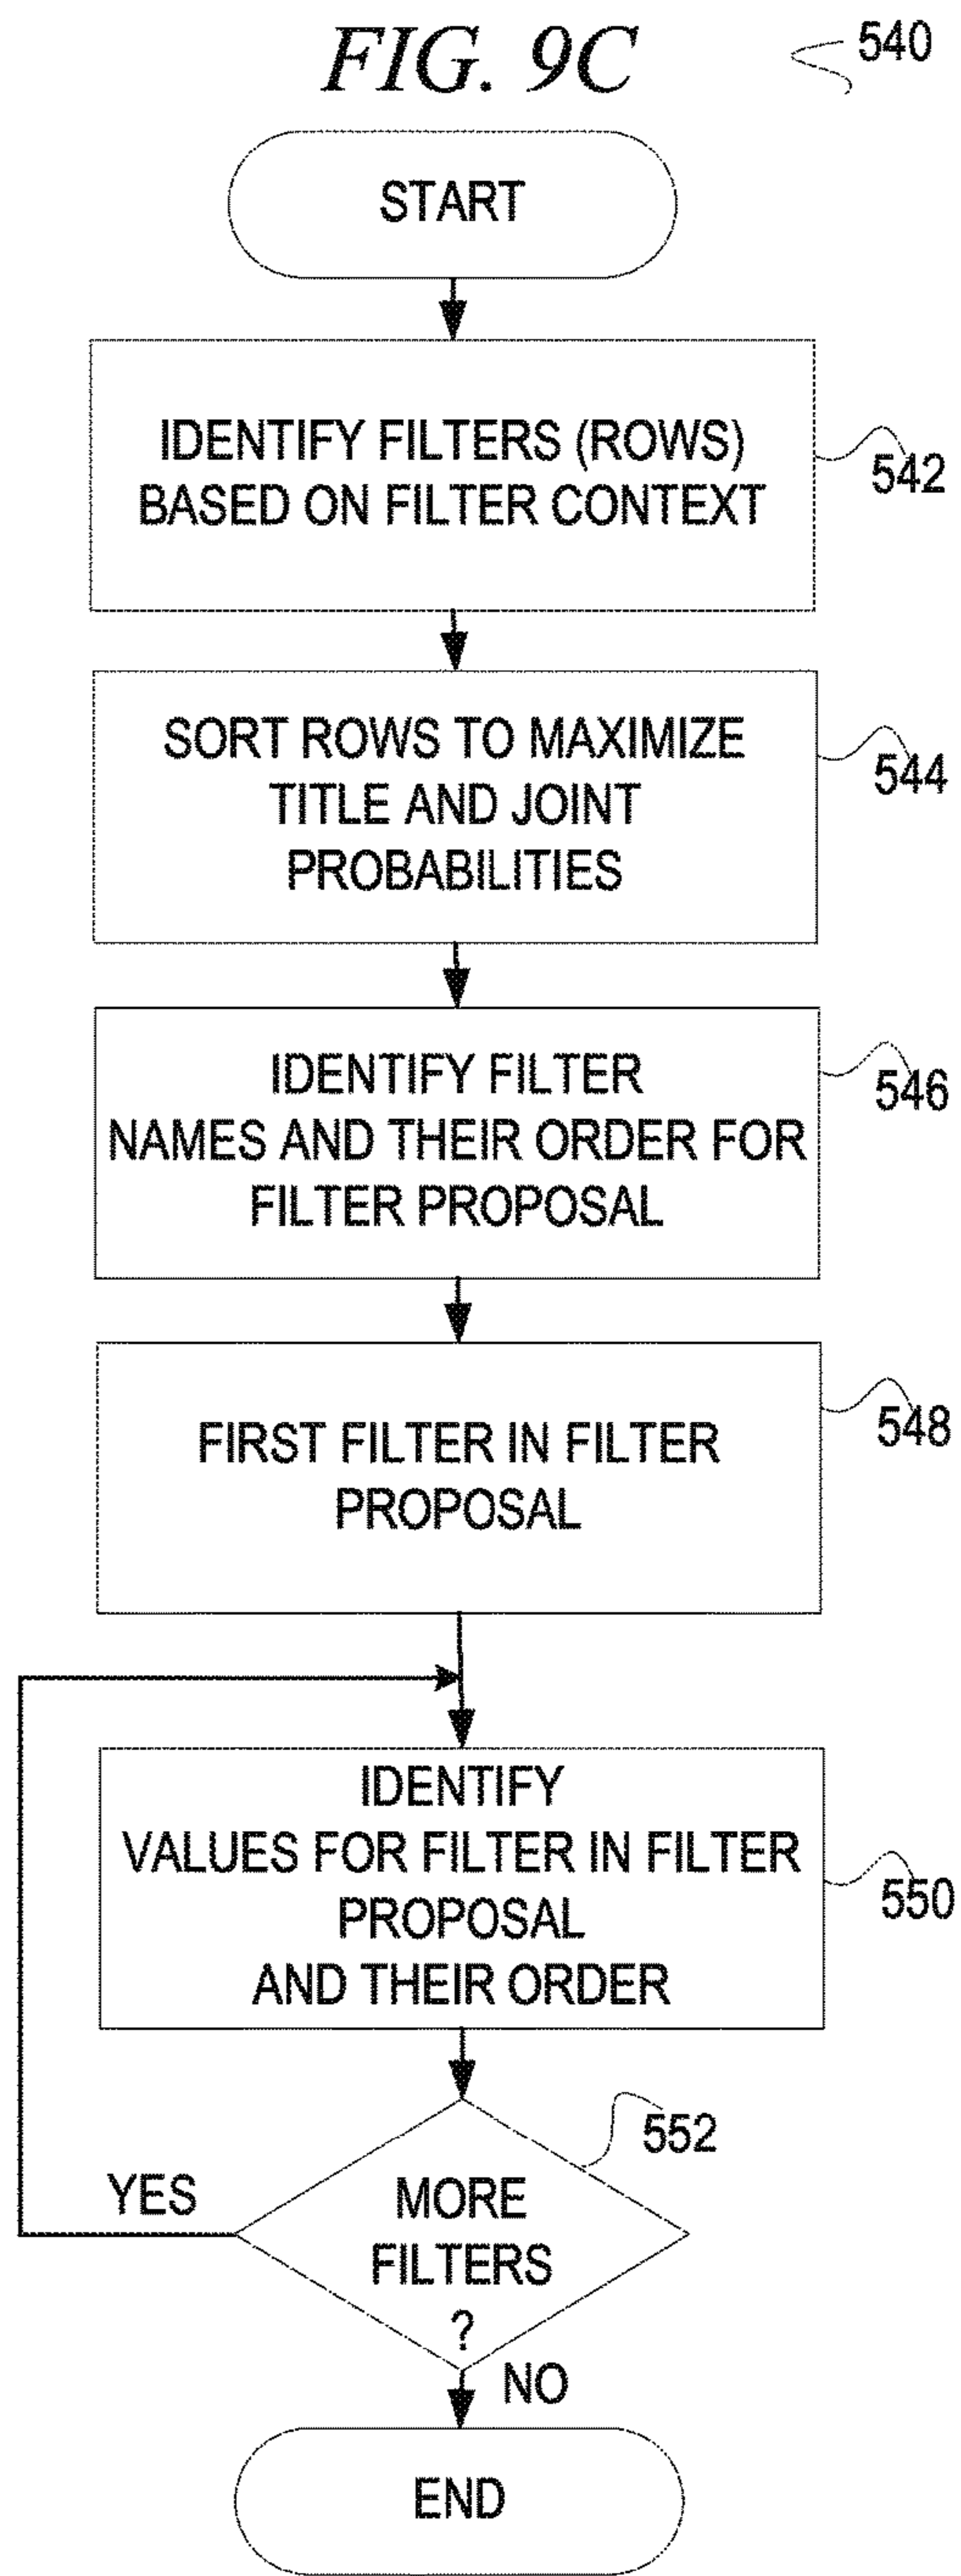 FIG. 9C
540
START
IDENTIFY FILTERS (ROWS)
BASED ON FILTER CONTEXT
542
SORT ROWS TO MAXIMIZE
TITLE AND JOINT
PROBABILITIES
544
IDENTIFY FILTER
NAMES AND THEIR ORDER FOR
FILTER PROPOSAL
546
FIRST FILTER IN FILTER
PROPOSAL
548
IDENTIFY
VALUES FOR FILTER IN FILTER
PROPOSAL
AND THEIR ORDER
550
552
MORE
FILTERS
?
YES
NO
END